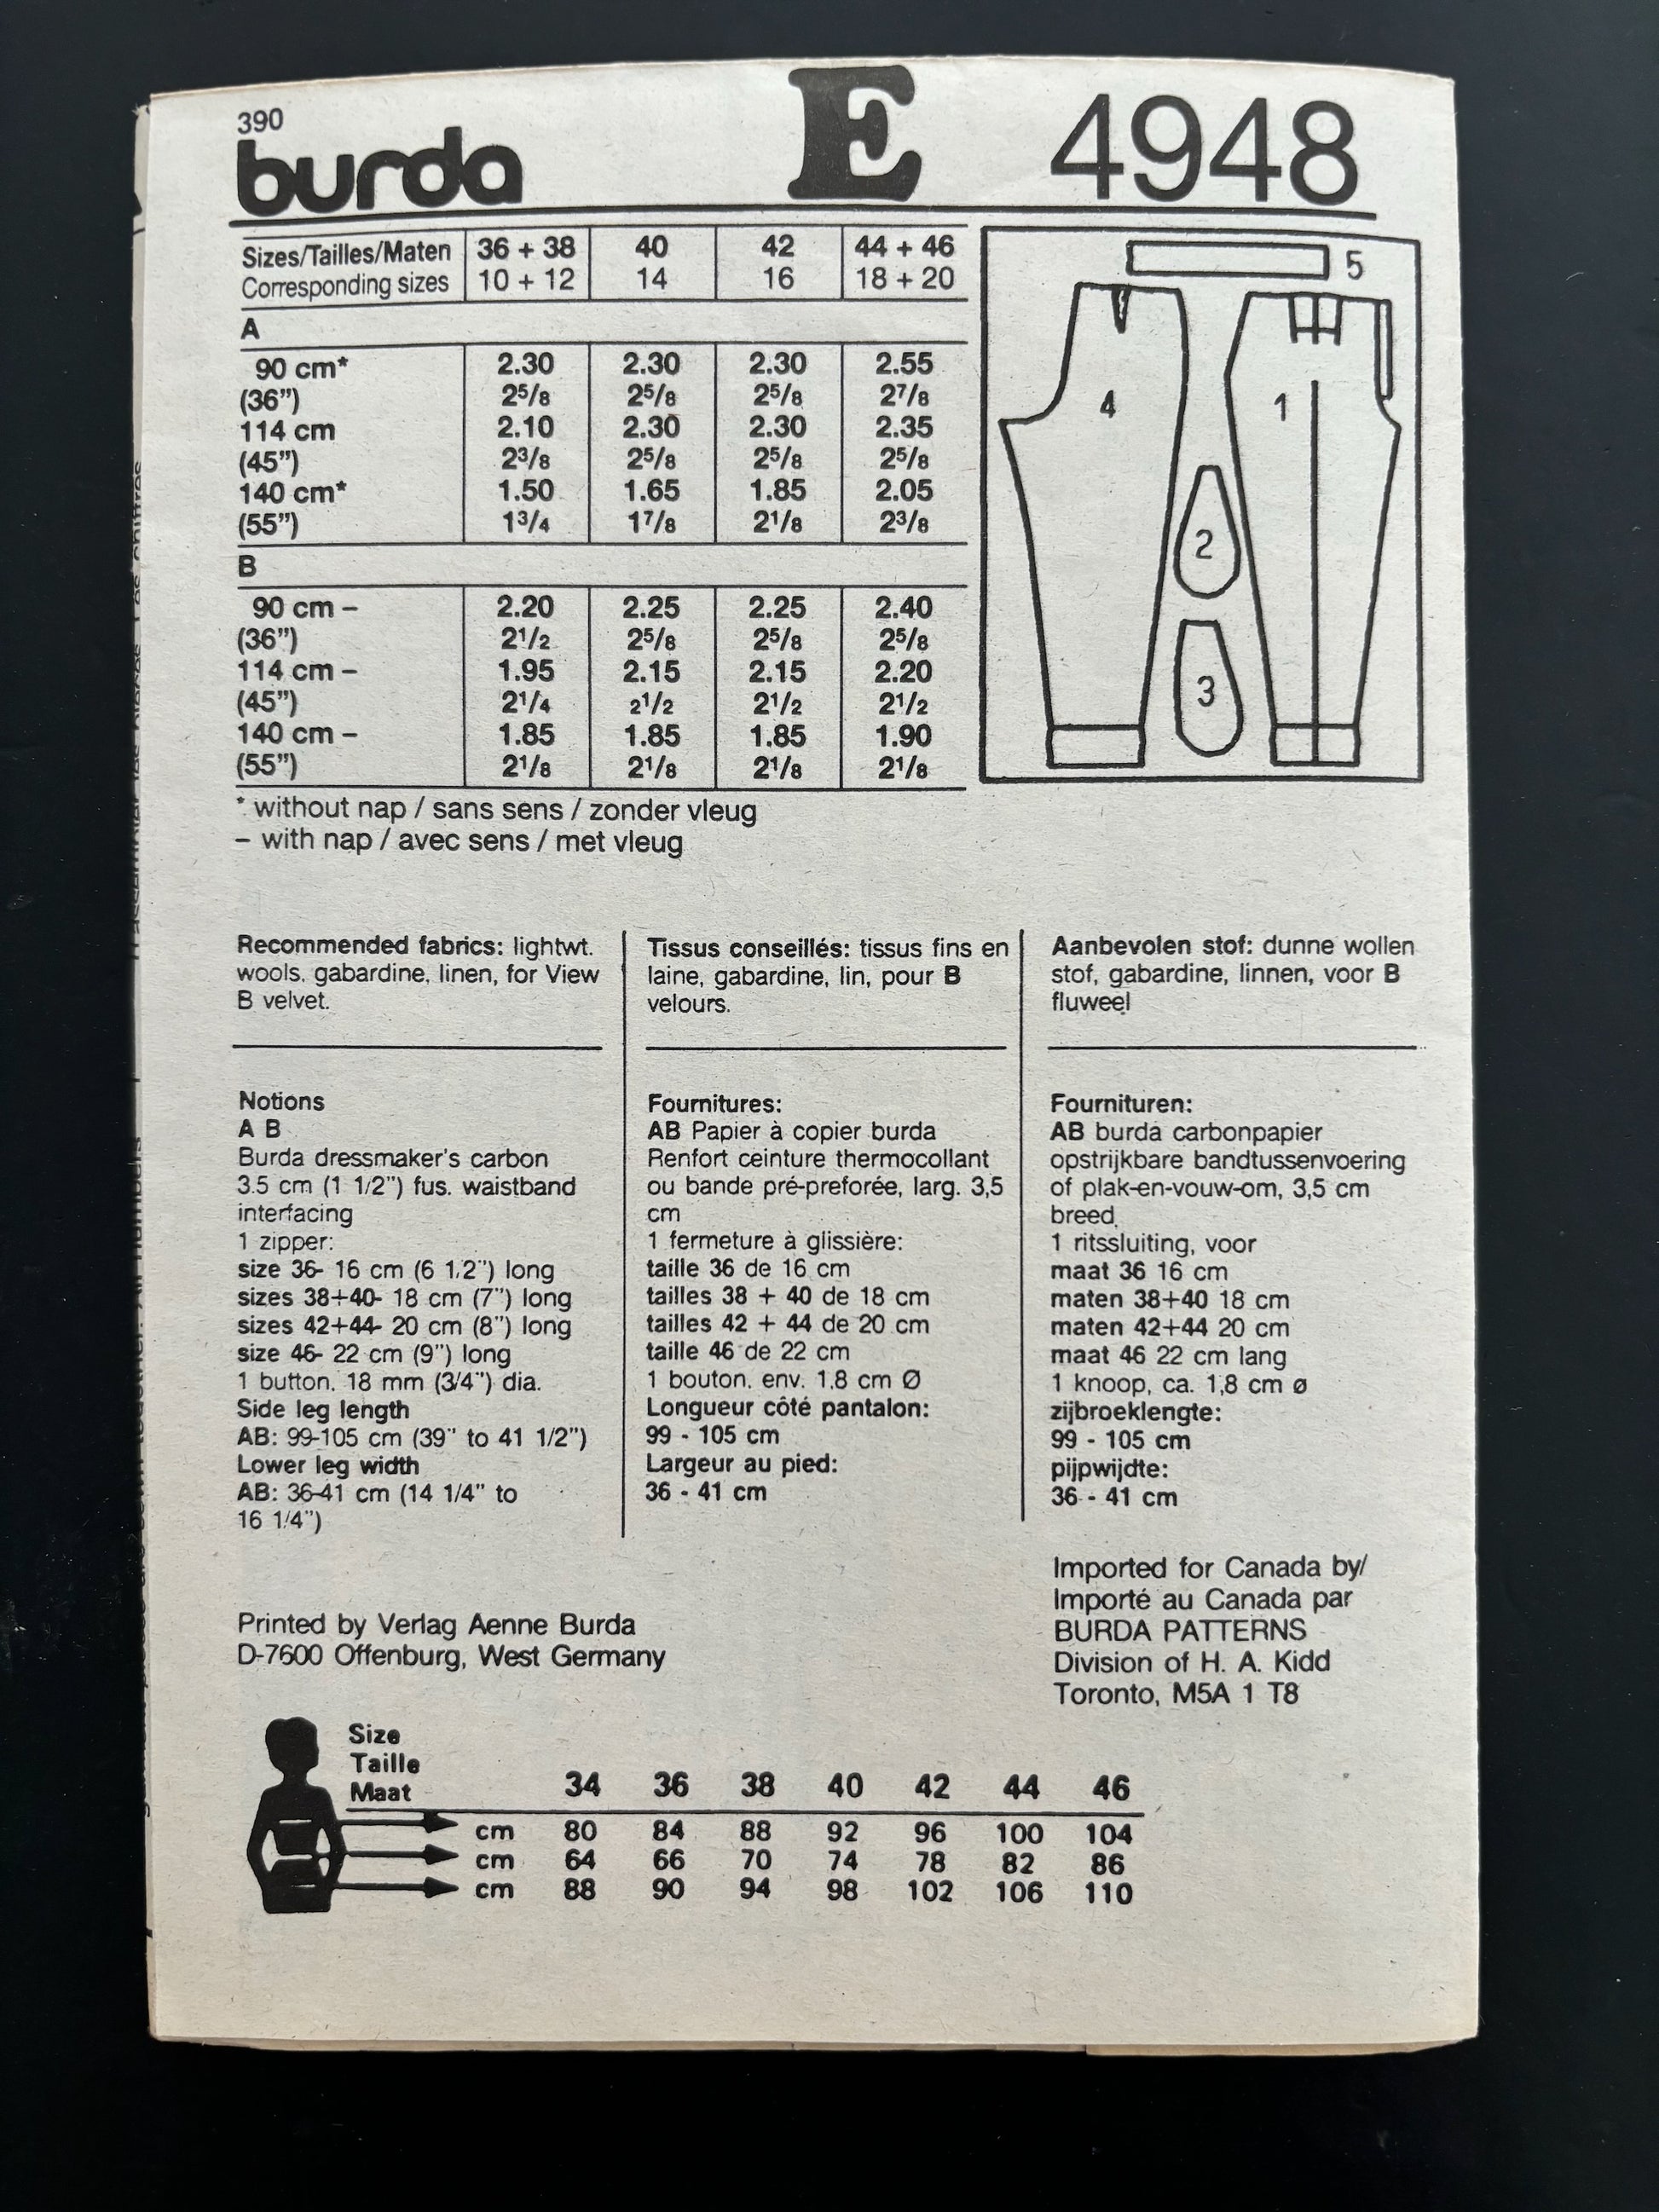 390
burda E 4948
Sizes/Tailles/Maten 36 + 38 40 42 44 + 46
Corresponding sizes 10 + 12 14 16 18 + 20
A
90 cm* 2.30 2.30 2.30 2.55
(36”) 25/8 25/8 25/8 27/8
114 cm 2.10 2.30 2.30 2.35
(45”) 23/8 25/8 25/8 25/8
140 cm* 1.50 1.65 1.85 2.05
(55”) 13/4 17/8 21/8 23/8
B
90 cm – 2.20 2.25 2.25 2.40
(36”) 21/2 25/8 25/8 25/8
114 cm – 1.95 2.15 2.15 2.20
(45”) 21/4 21/2 21/2 21/2
140 cm – 1.85 1.85 1.85 1.90
(55”) 21/8 21/8 21/8 21/8
* without nap / sans sens / zonder vleug
– with nap / avec sens / met vleug
5
4
1
2
3
Recommended fabrics: lightwt.
wools, gabardine, linen, for View
B velvet.
Notions
A B
Burda dressmaker's carbon
3.5 cm (1 1/2") fus. waistband
interfacing
1 zipper:
size 36- 16 cm (6 1/2") long
sizes 38+40- 18 cm (7") long
sizes 42+44- 20 cm (8") long
size 46- 22 cm (9") long
1 button, 18 mm (3/4") dia.
Side leg length
AB: 99-105 cm (39" to 41 1/2")
Lower leg width
AB: 36-41 cm (14 1/4" to
16 1/4")
Tissus conseillés: tissus fins en
laine, gabardine, lin, pour B
velours.
Fournitures:
AB Papier à copier burda
Renfort ceinture thermocollant
ou bande pré-preforée, larg. 3,5
cm
1 fermeture à glissière:
taille 36 de 16 cm
tailles 38 + 40 de 18 cm
tailles 42 + 44 de 20 cm
taille 46 de 22 cm
1 bouton, env. 1,8 cm Ø
Longueur côté pantalon:
99 - 105 cm
Largeur au pied:
36 - 41 cm
Aanbevolen stof: dunne wollen
stof, gabardine, linnen, voor B
fluweel
Fournituren:
AB burda carbonpapier
opstrijkbare bandtussenvoering
of plak-en-vouw-om, 3,5 cm
breed.
1 ritssluiting, voor
maat 36 16 cm
maten 38+40 18 cm
maten 42+44 20 cm
maat 46 22 cm lang
1 knoop, ca. 1,8 cm ø
zijbroeklengte:
99 - 105 cm
pijpwijdte:
36 - 41 cm
Printed by Verlag Aenne Burda
D-7600 Offenburg, West Germany
Imported for Canada by/
Importé au Canada par
BURDA PATTERNS
Division of H. A. Kidd
Toronto, M5A 1 T8
Size
Taille
Maat 34 36 38 40 42 44 46
cm 80 84 88 92 96 100 104
cm 64 66 70 74 78 82 86
cm 88 90 94 98 102 106 110